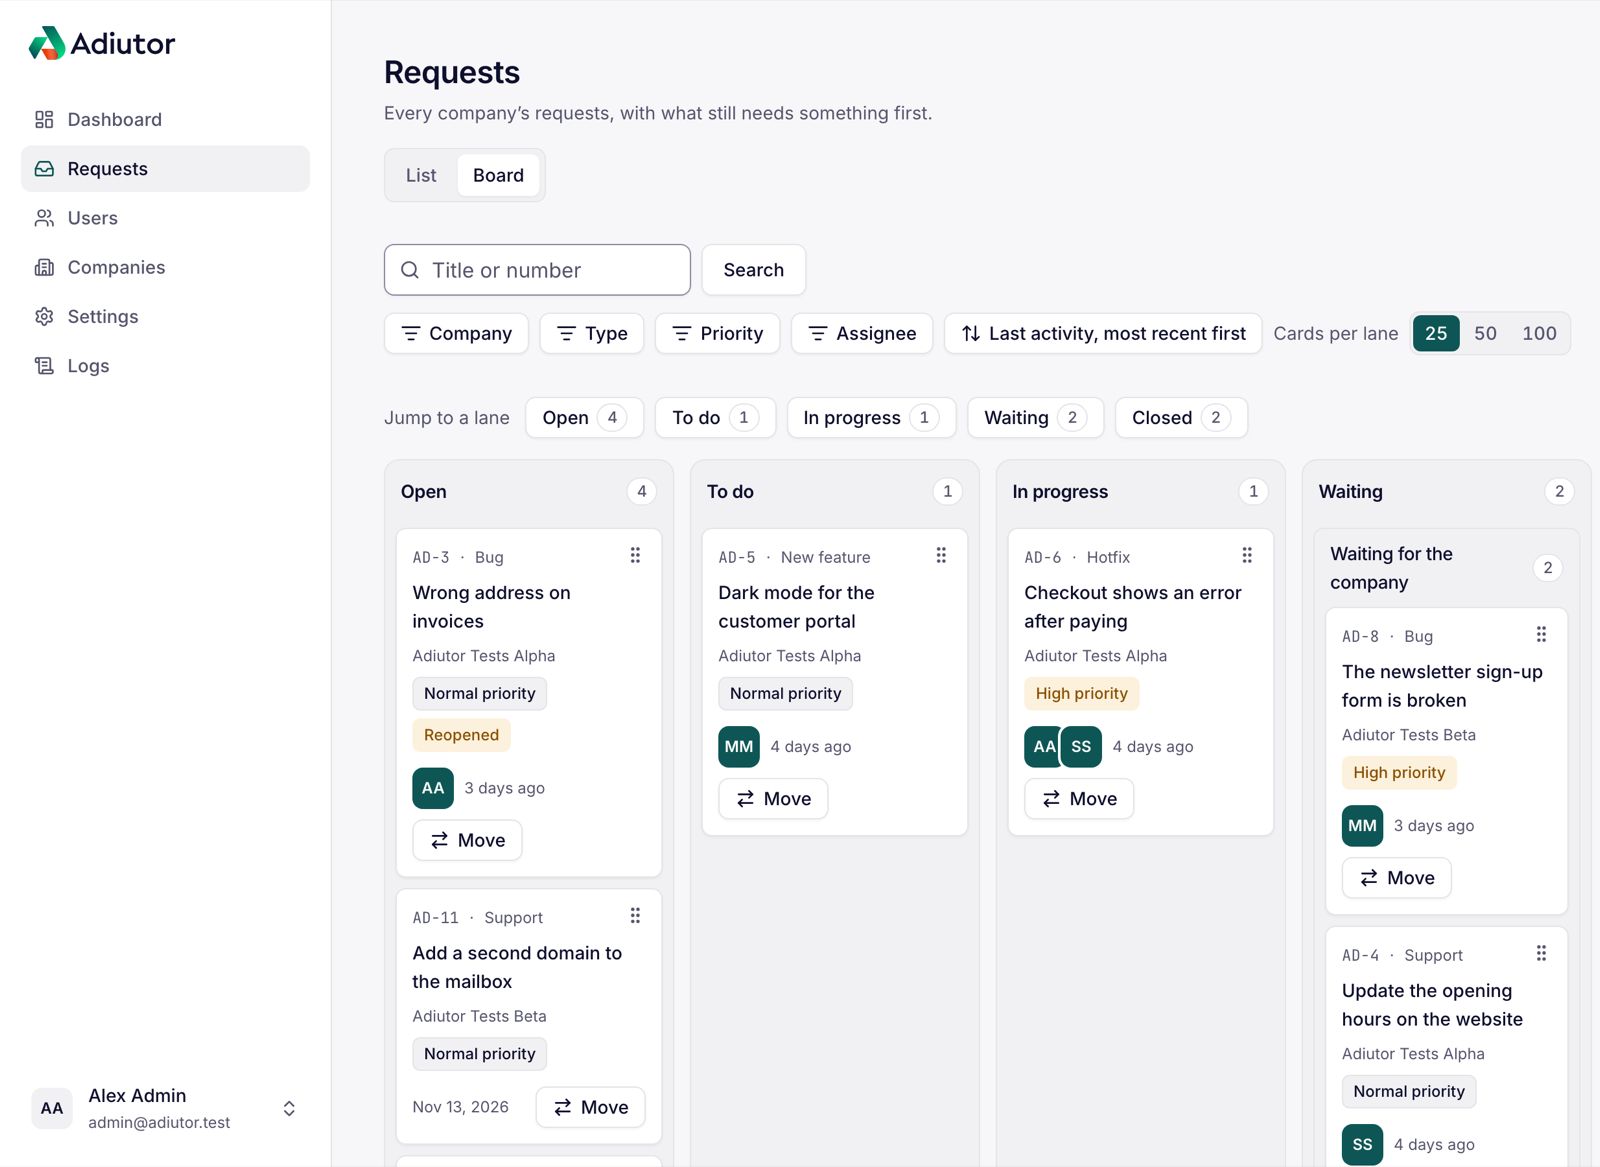 Adiutor
Dashboard
Requests
Users
Companies
Settings
Logs
AA
Alex Admin
admin@adiutor.test
Requests
Every company’s requests, with what still needs something first.
List
Board
Title or number
Search
Company
Type
Priority
Assignee
Last activity, most recent first
Cards per lane
25
50
100
Jump to a lane
Open 4
To do 1
In progress 1
Waiting 2
Closed 2
Open 4
AD-3 · Bug
Wrong address on
invoices
Adiutor Tests Alpha
Normal priority
Reopened
AA
3 days ago
Move
AD-11 · Support
Add a second domain to
the mailbox
Adiutor Tests Beta
Normal priority
Nov 13, 2026
Move
To do 1
AD-5 · New feature
Dark mode for the
customer portal
Adiutor Tests Alpha
Normal priority
MM
4 days ago
Move
In progress 1
AD-6 · Hotfix
Checkout shows an error
after paying
Adiutor Tests Alpha
High priority
AA
SS
4 days ago
Move
Waiting 2
Waiting for the
company
2
AD-8 · Bug
The newsletter sign-up
form is broken
Adiutor Tests Beta
High priority
MM
3 days ago
Move
AD-4 · Support
Update the opening
hours on the website
Adiutor Tests Alpha
Normal priority
SS
4 days ago